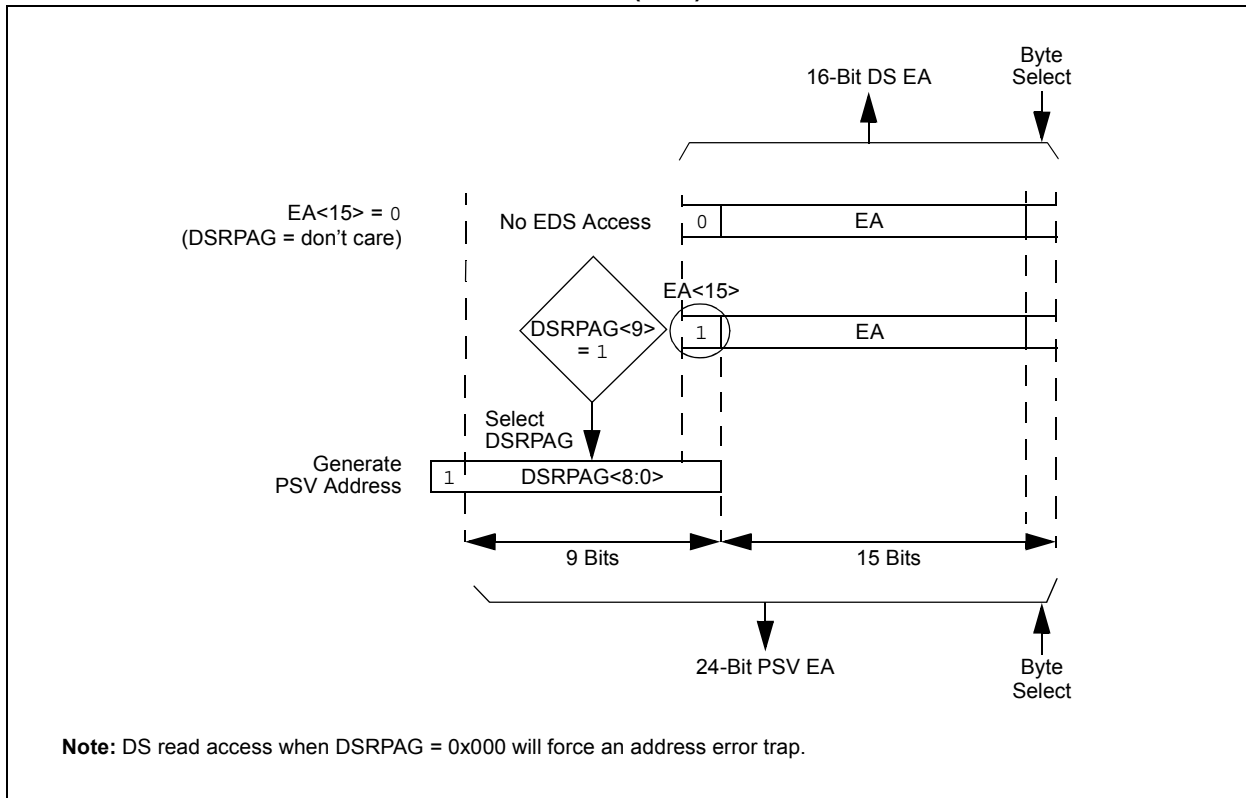 16-Bit DS EA
Byte
Select
EA<15> = 0
(DSRPAG = don't care)
No EDS Access
0
EA
EA<15>
DSRPAG<9>
= 1
1
EA
Select
DSRPAG
Generate
PSV Address
1
DSRPAG<8:0>
9 Bits
15 Bits
24-Bit PSV EA
Byte
Select
Note: DS read access when DSRPAG = 0x000 will force an address error trap.